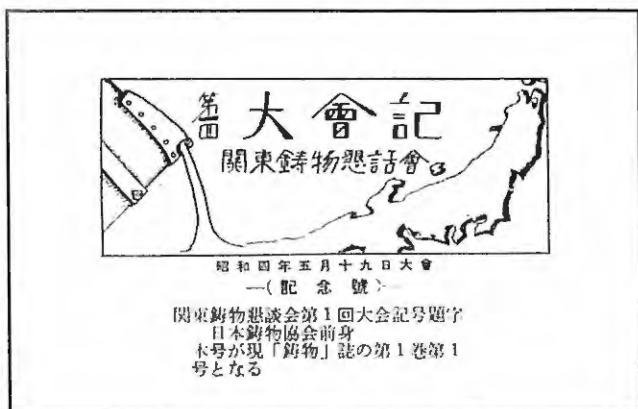 第一回
大會記
關東鋳物懇話會
昭和四年五月十九日大會
―(記念號)―
関東鋳物懇談会第1回大会記号題字
日本鋳物協会前身
本号が現「鋳物」誌の第1巻第1
号となる